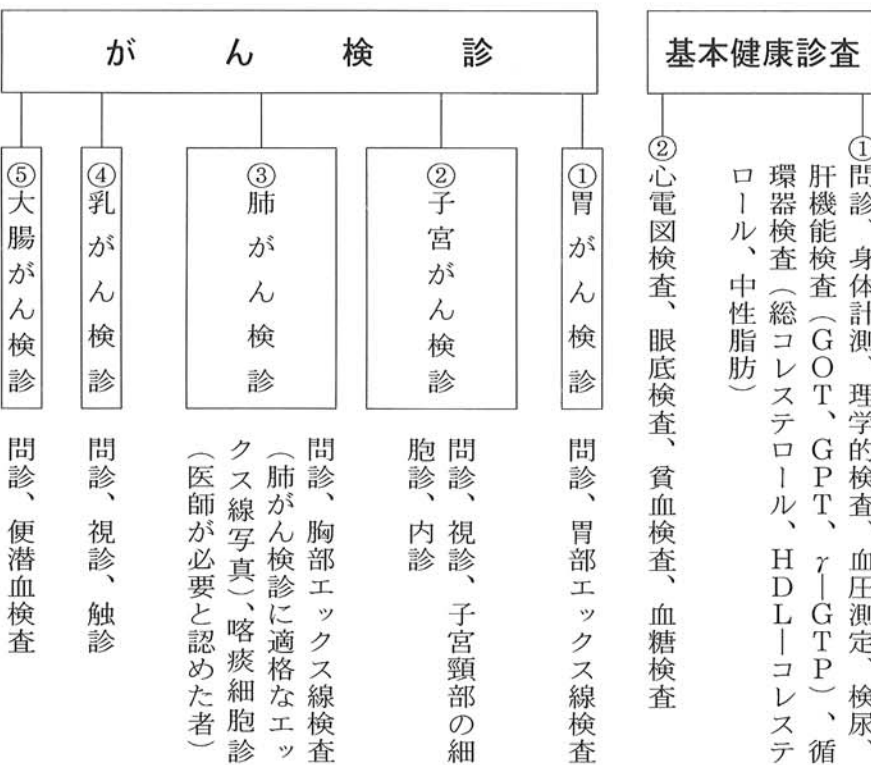 基本健康診査
①問診、身体計測、理学的検査、血圧測定、検尿、
肝機能検査（GOT、GPT、γ―GTP）、循
環器検査（総コレステロール、HDL―コレステ
ロール、中性脂肪）
②心電図検査、眼底検査、貧血検査、血糖検査
がん検診
①胃がん検診
問診、胃部エックス線検査
②子宮がん検診
問診、視診、子宮頸部の細
胞診、内診
③肺がん検診
問診、胸部エックス線検査
（肺がん検診に適格なエッ
クス線写真）、喀痰細胞診
（医師が必要と認めた者）
④乳がん検診
問診、視診、触診
⑤大腸がん検診
問診、便潜血検査